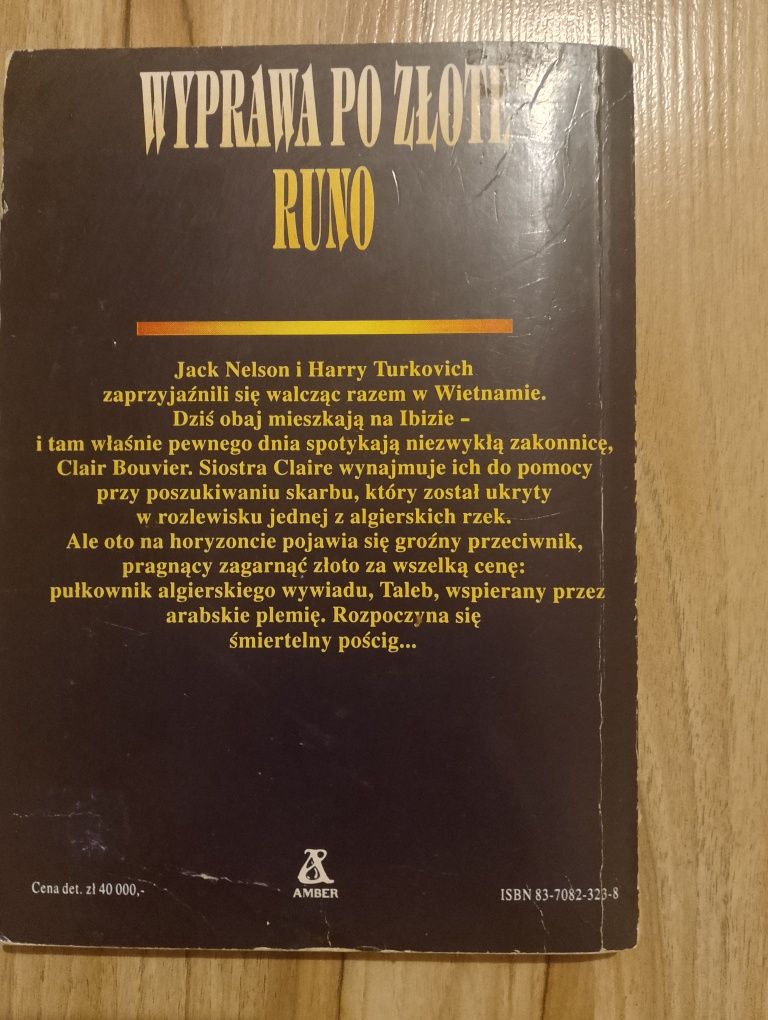 WYPRAWA PO ZŁOTE
RUNO
Jack Nelson i Harry Turkovich
zaprzyjaźnili się walcząc razem w Wietnamie.
Dziś obaj mieszkają na Ibizie –
i tam właśnie pewnego dnia spotykają niezwykłą zakonnicę,
Clair Bouvier. Siostra Claire wynajmuje ich do pomocy
przy poszukiwaniu skarbu, który został ukryty
w rozlewisku jednej z algierskich rzek.
Ale oto na horyzoncie pojawia się groźny przeciwnik,
pragnący zagarnąć złoto za wszelką cenę:
pułkownik algierskiego wywiadu, Taleb, wspierany przez
arabskie plemię. Rozpoczyna się
śmiertelny pościg...
Cena det. zł 40 000,-
AMBER
ISBN 83-7082-323-8